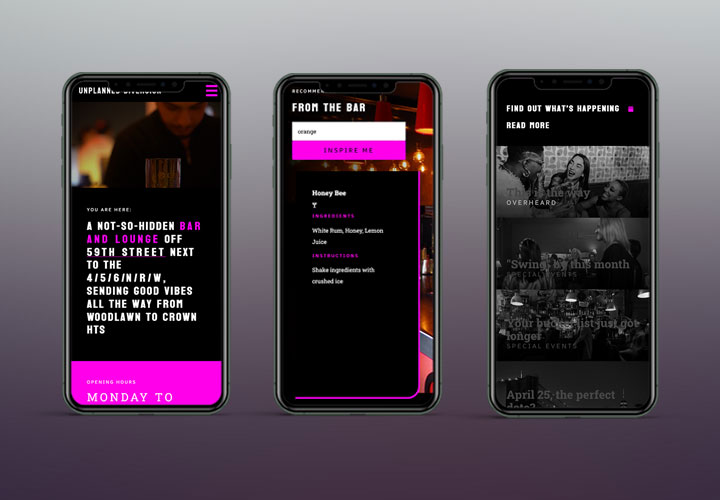 UNPLANNED DIVERSION
YOU ARE HERE:
A NOT-SO-HIDDEN BAR
AND LOUNGE OFF
59TH STREET NEXT
TO THE
4/5/6/N/R/W,
SENDING GOOD VIBES
ALL THE WAY FROM
WOODLAWN TO CROWN
HTS
OPENING HOURS
MONDAY TO
FROM THE BAR
orange
INSPIRE ME
Honey Bee
INGREDIENTS
White Rum, Honey, Lemon
Juice
INSTRUCTIONS
Shake ingredients with
crushed ice
FIND OUT WHAT'S HAPPENING
READ MORE
This is the way
OVERHEARD
"Swing" by this month
SPECIAL EVENTS
Your bucket list just got
longer
SPECIAL EVENTS
April 25, the perfect
date?